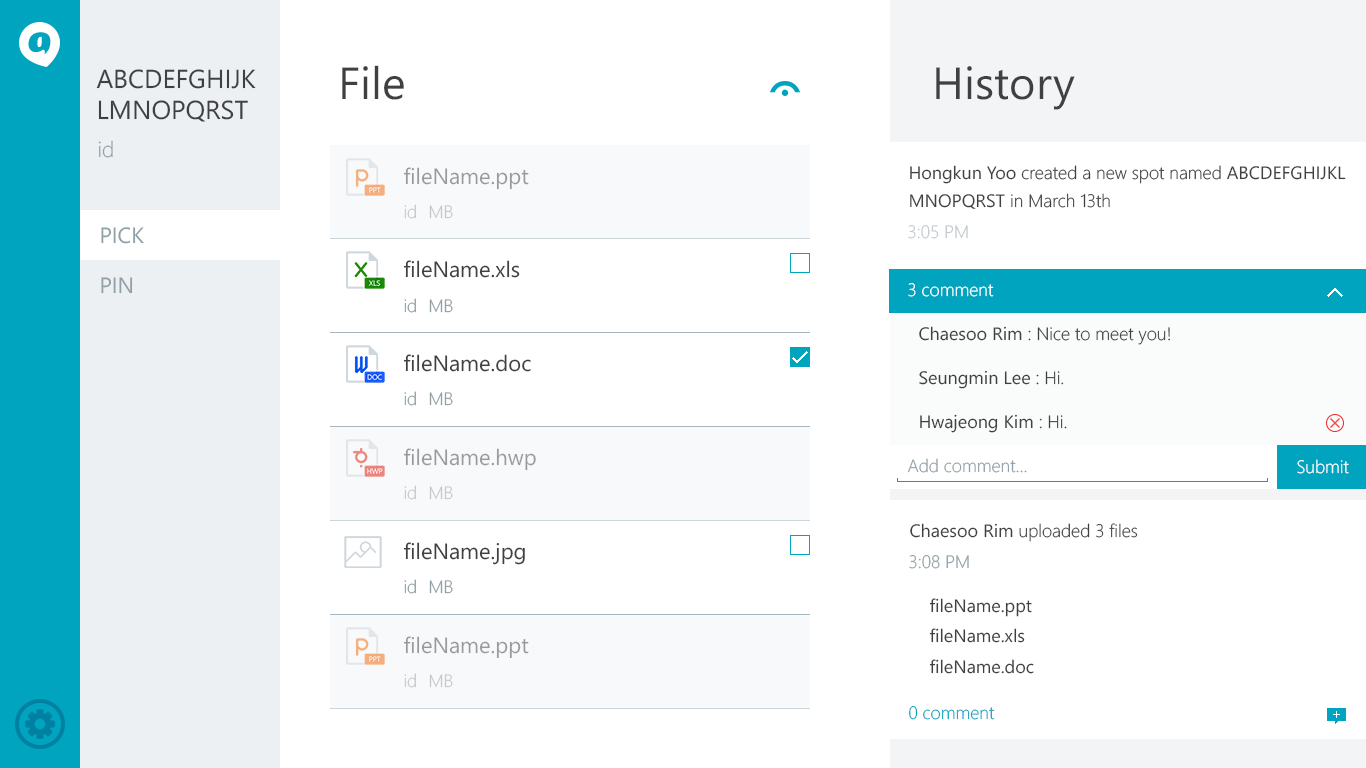 ABCDEFGHIJK
LMNOPQRST
id
PICK
PIN
File
fileName.ppt
PPT
id MB
fileName.xls
XLS
id MB
fileName.doc
DOC
id MB
fileName.hwp
HWP
id MB
fileName.jpg
id MB
fileName.ppt
PPT
id MB
History
Hongkun Yoo created a new spot named ABCDEFGHIJKL
MNOPQRST in March 13th
3:05 PM
3 comment
Chaesoo Rim : Nice to meet you!
Seungmin Lee : Hi.
Hwajeong Kim : Hi.
Add comment...
Submit
Chaesoo Rim uploaded 3 files
3:08 PM
fileName.ppt
fileName.xls
fileName.doc
0 comment